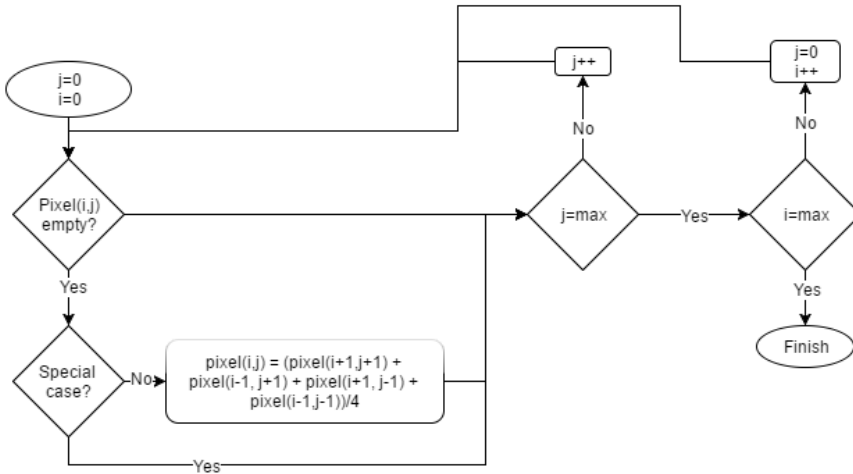 j=0
i=0
j++
j=0
i++
No
No
Pixel(i,j)
empty?
j=max
Yes
i=max
Yes
Yes
Special
case?
No
pixel(i,j) = (pixel(i+1,j+1) +
pixel(i-1, j+1) + pixel(i+1, j-1) +
pixel(i-1,j-1))/4
Finish
Yes